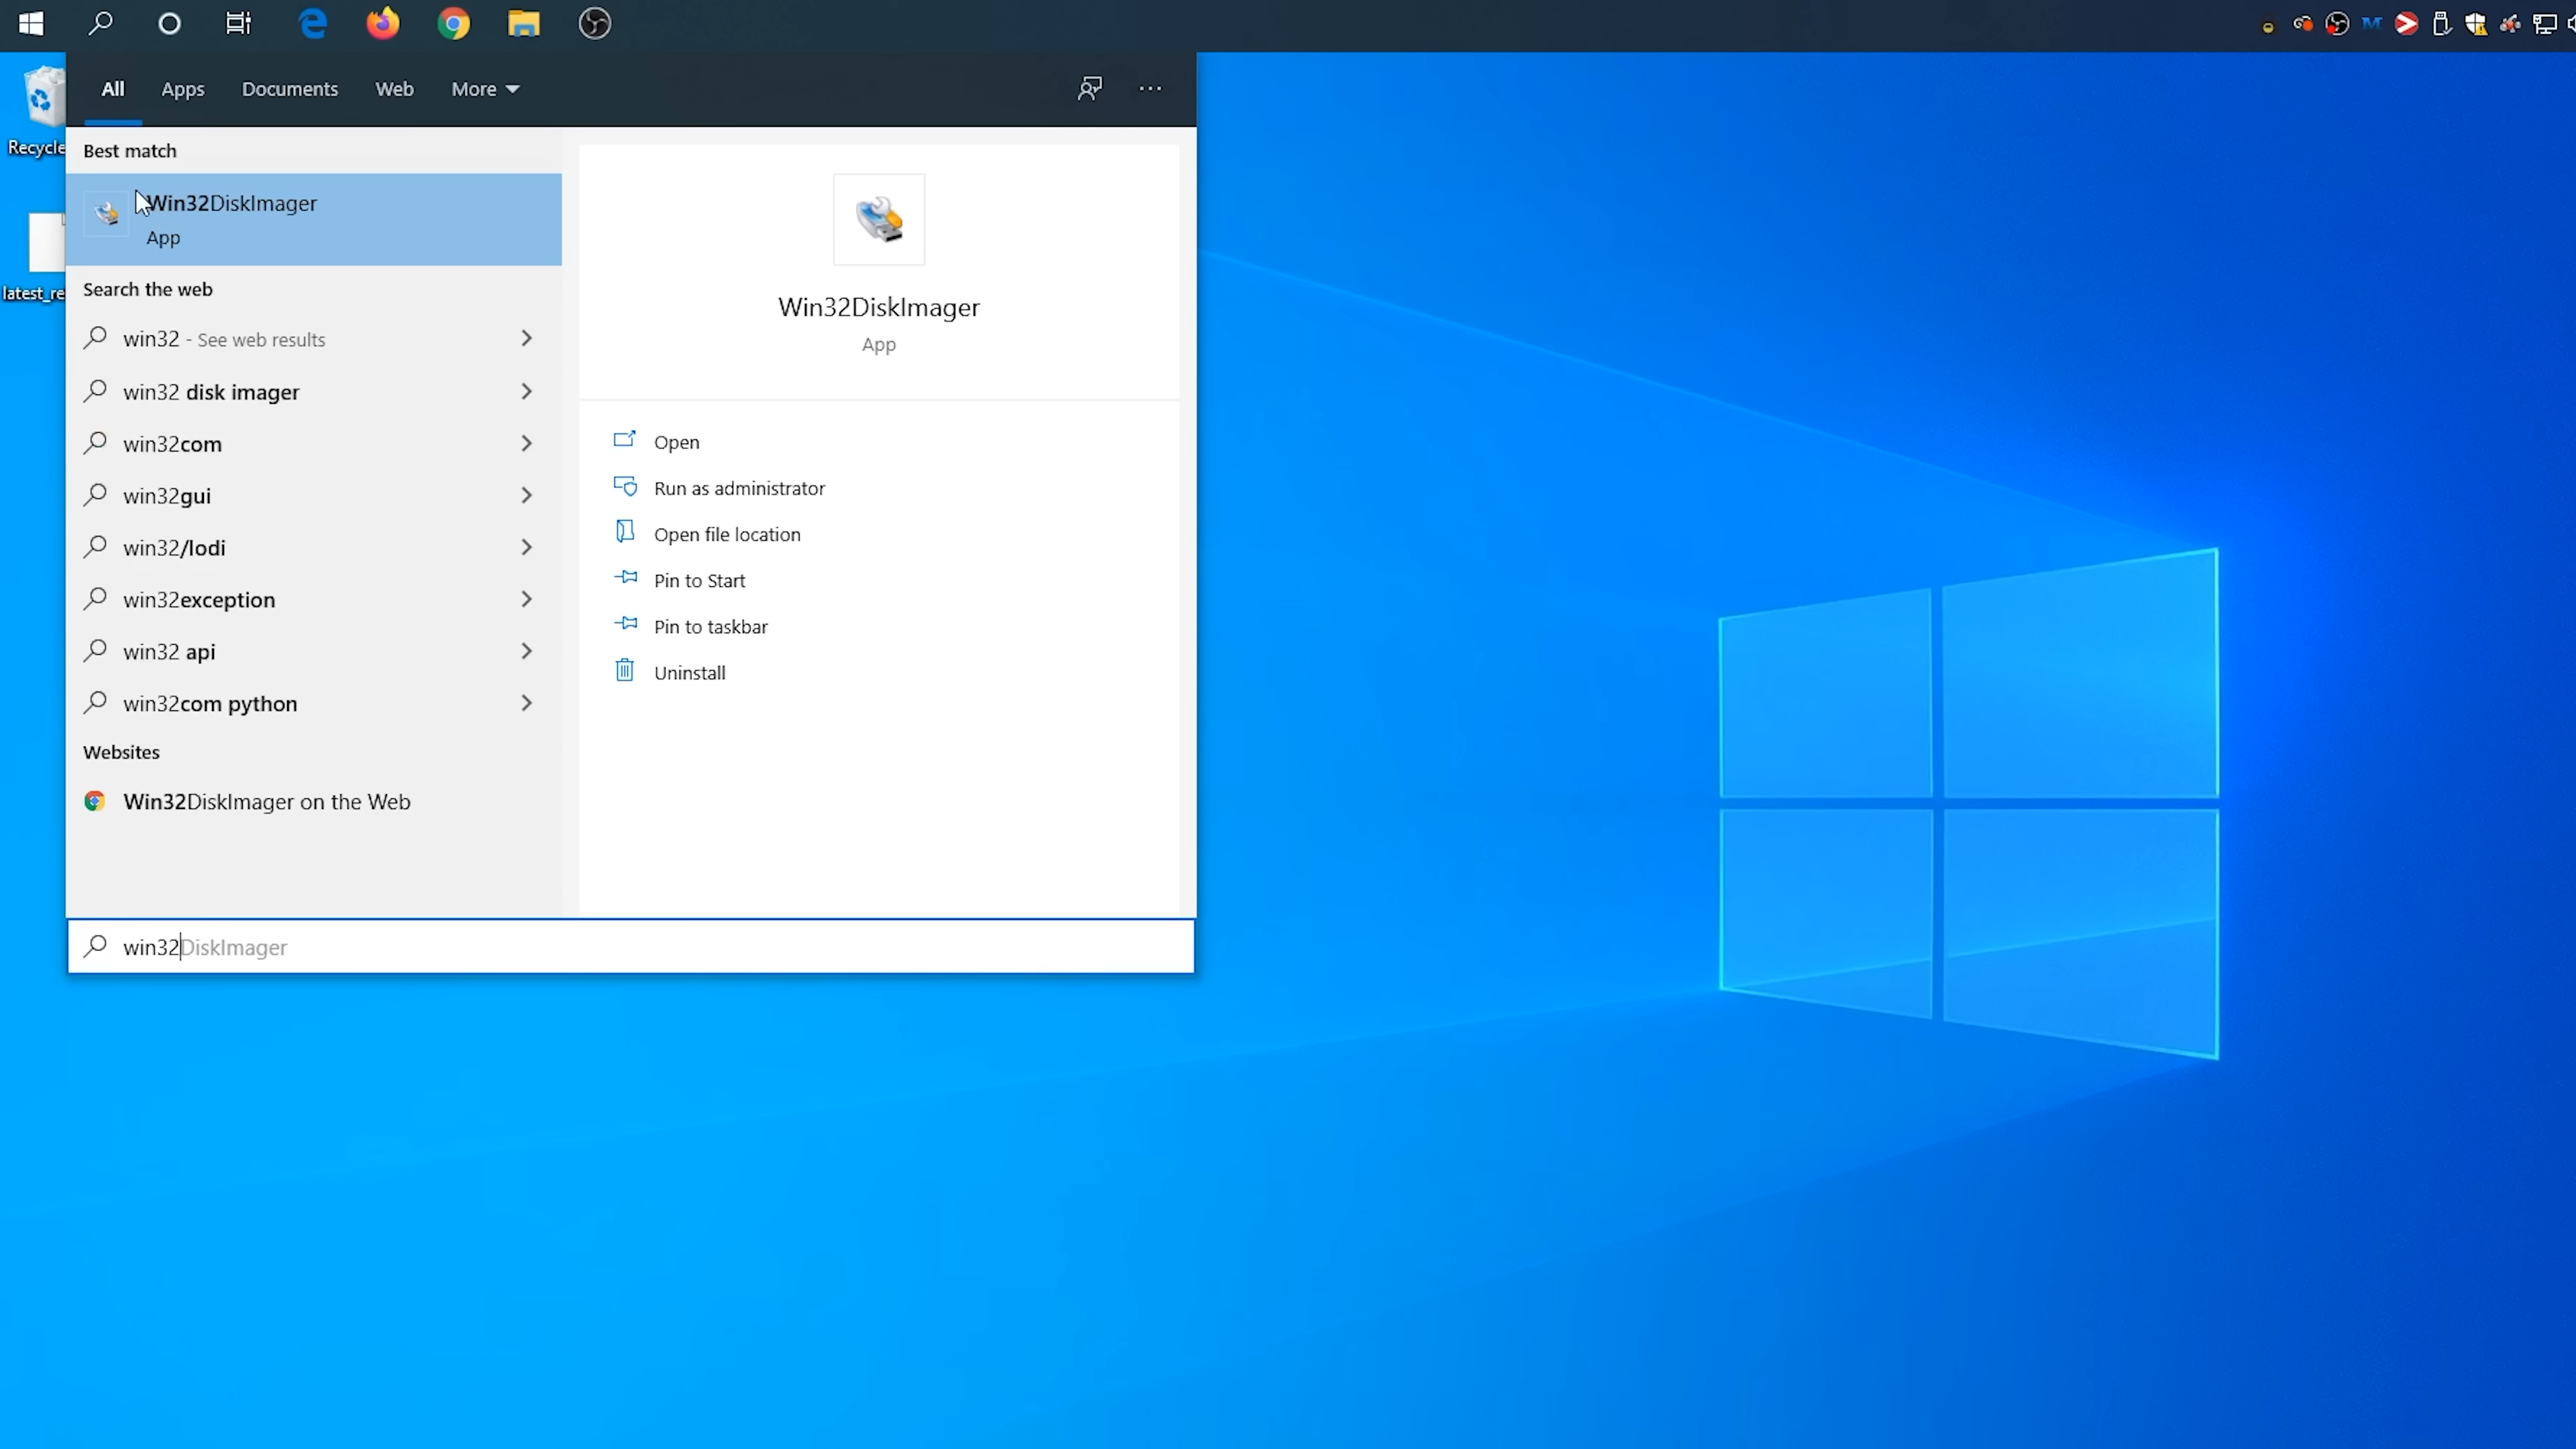 All Apps Documents Web More
Recycle
latest_re
Best match
Win32DiskImager
App
Search the web
win32 - See web results
win32 disk imager
win32com
win32gui
win32/lodi
win32exception
win32 api
win32com python
Websites
Win32DiskImager on the Web
Win32DiskImager
App
Open
Run as administrator
Open file location
Pin to Start
Pin to taskbar
Uninstall
win32DiskImager